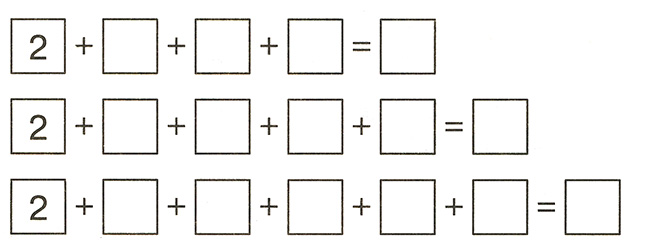 2 + □ + □ + □ = □
2 + □ + □ + □ + □ = □
2 + □ + □ + □ + □ + □ = □